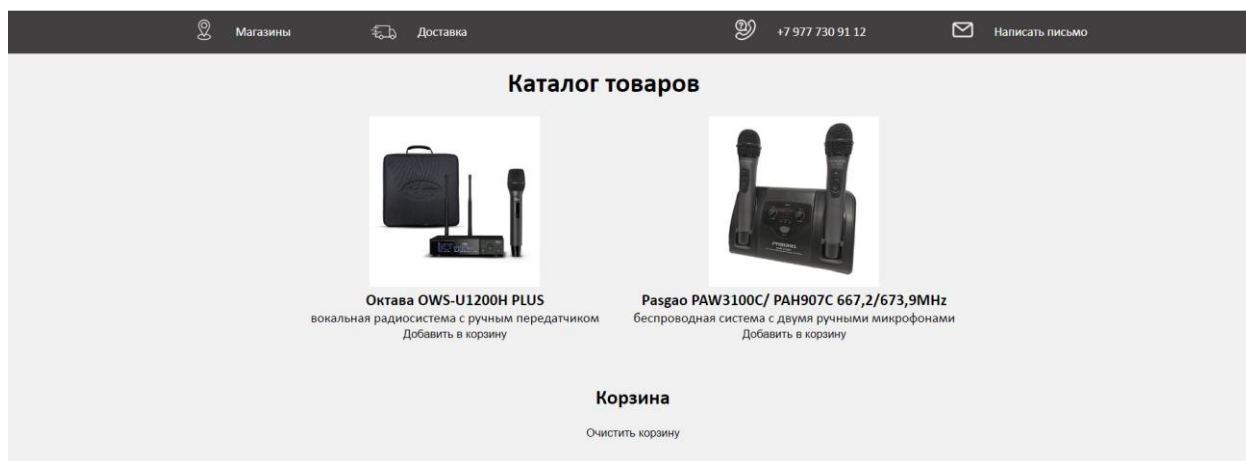 Магазины
Доставка
+7 977 730 91 12
Написать письмо
Каталог товаров
PASGAO
Октава OWS-U1200H PLUS
вокальная радиосистема с ручным передатчиком
Добавить в корзину
Pasgao PAW3100C/ PAH907C 667,2/673,9MHz
беспроводная система с двумя ручными микрофонами
Добавить в корзину
Корзина
Очистить корзину